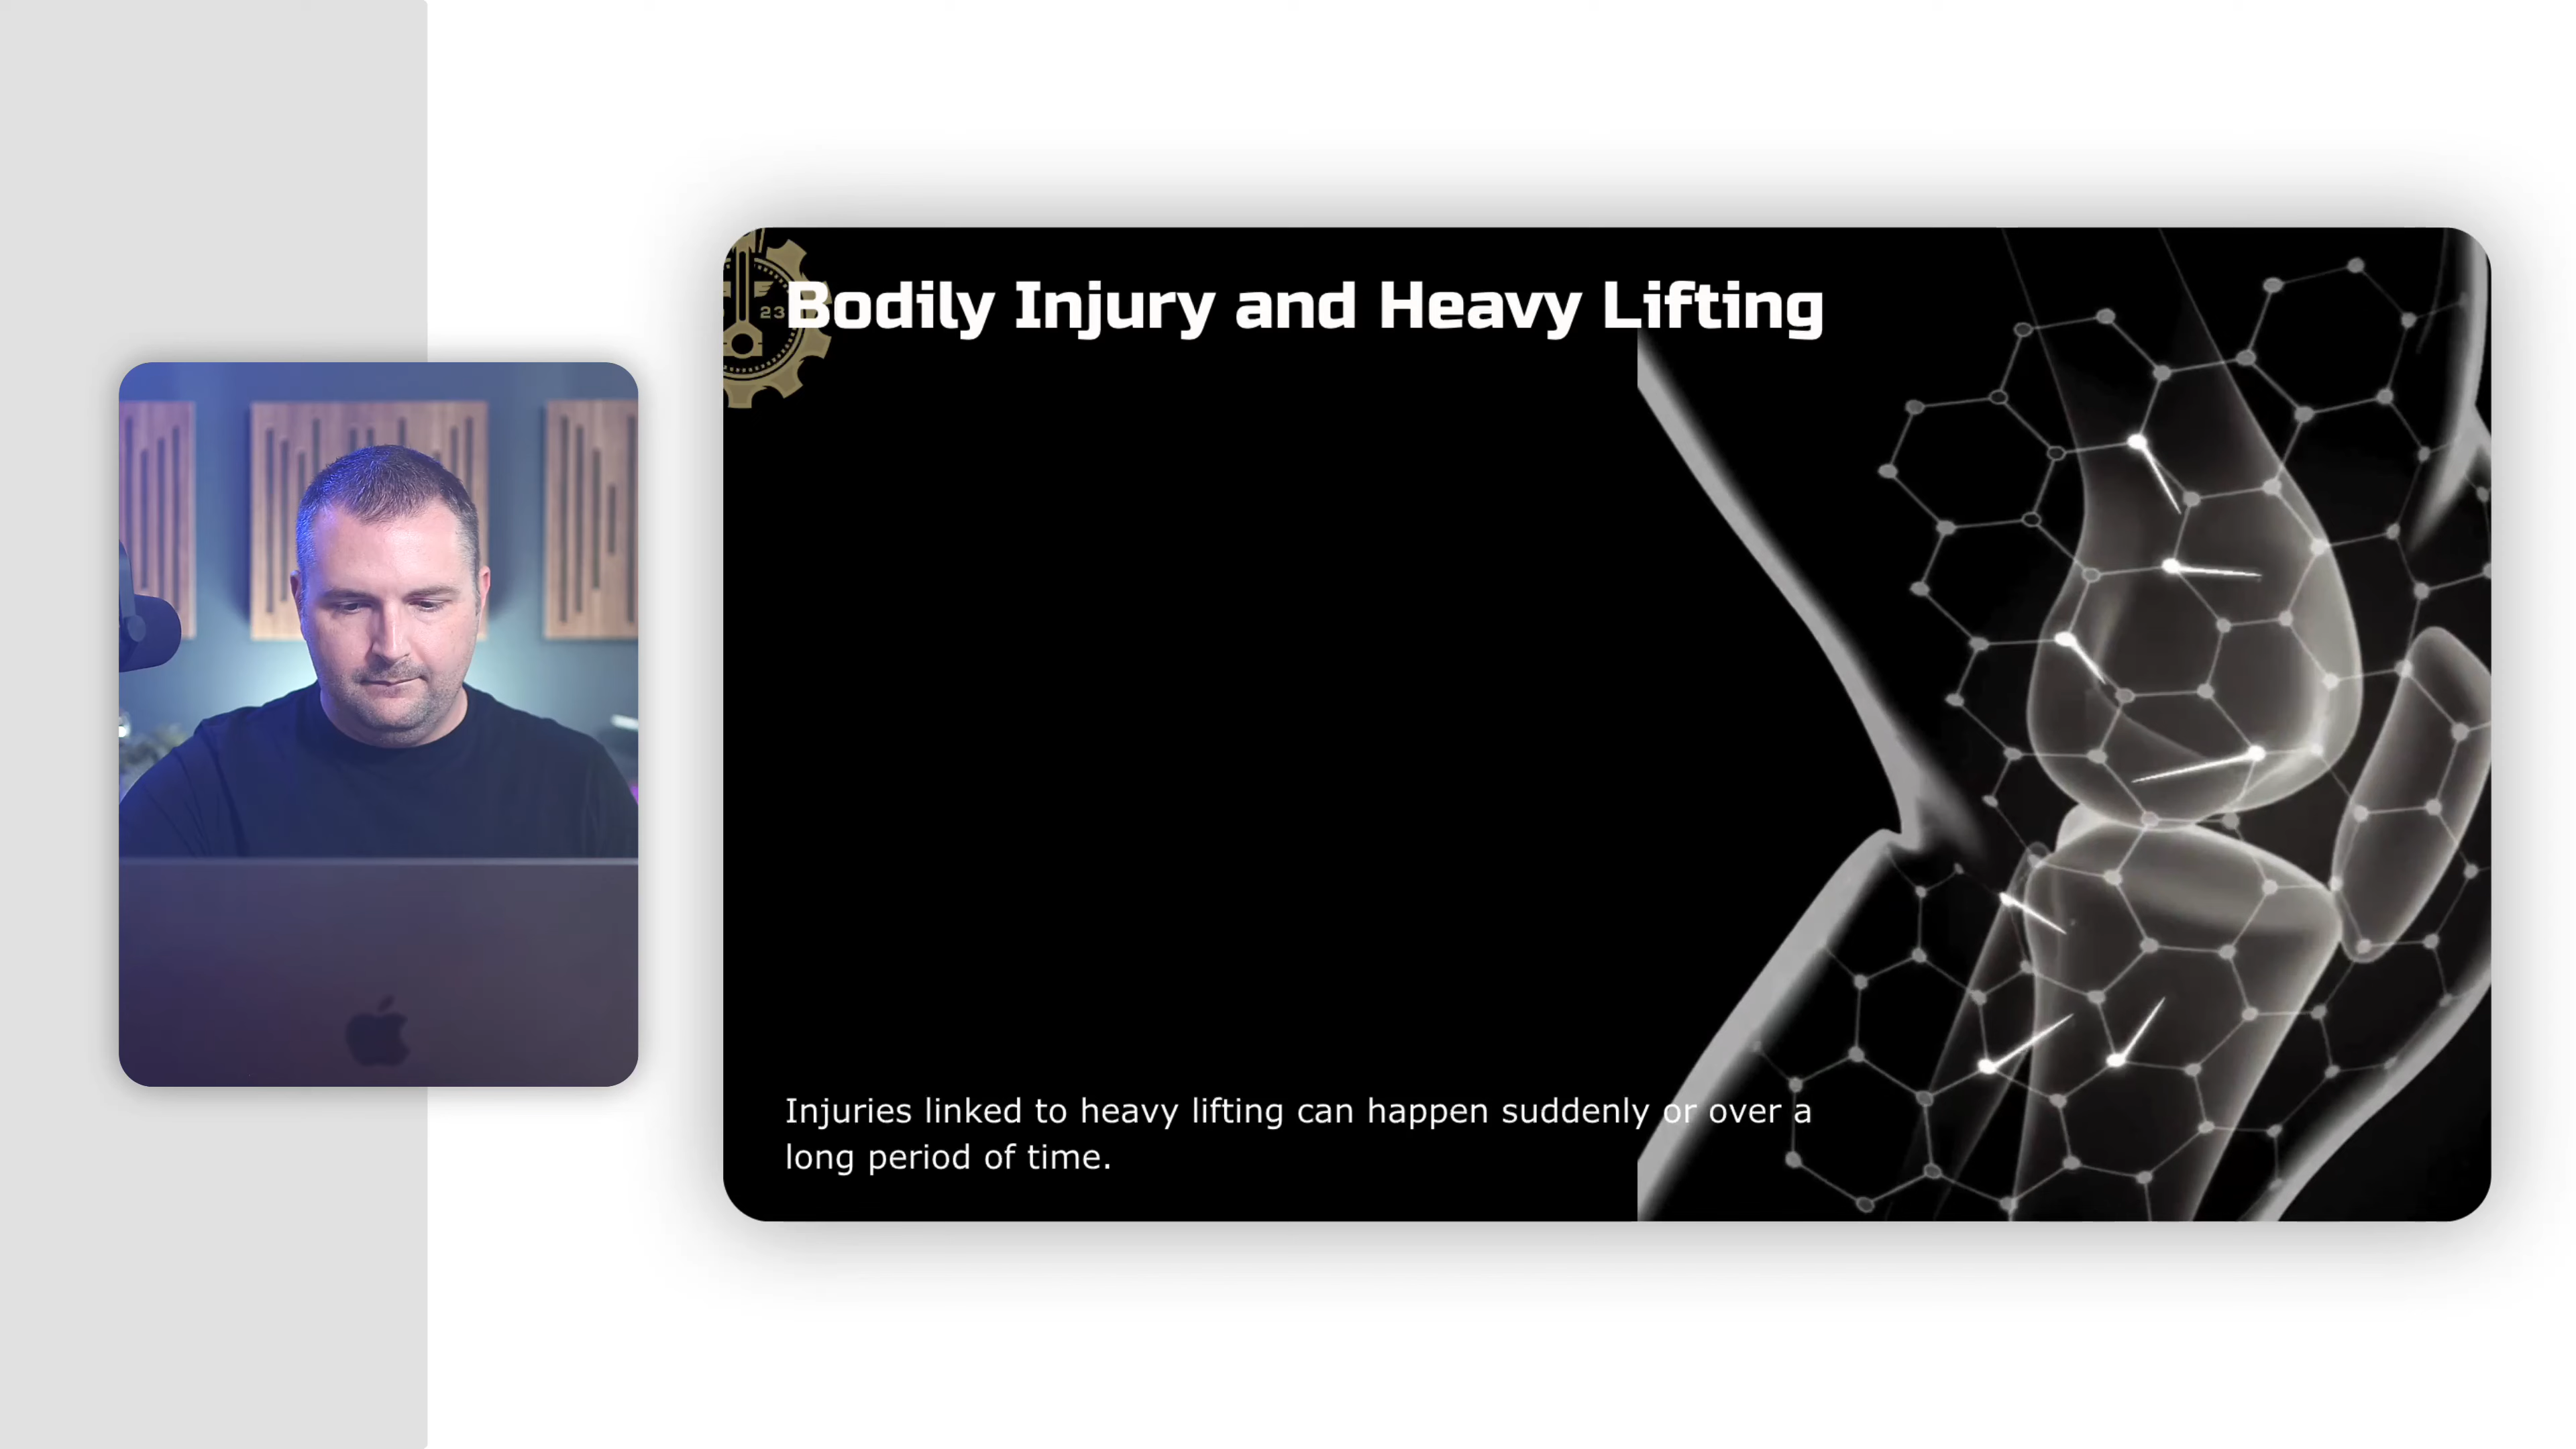 Bodily Injury and Heavy Lifting
23
Injuries linked to heavy lifting can happen suddenly or over a
long period of time.